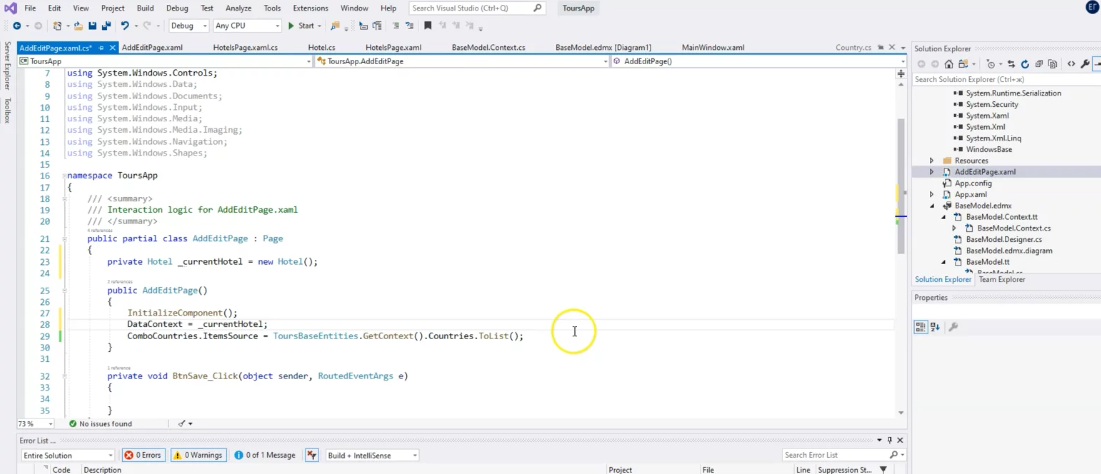 File Edit View Project Build Debug Test Analyze Tools Extensions Window Help Search Visual Studio (Ctrl+Q) ToursApp
Debug Any CPU Start
AddEditPage.xaml.cs* AddEditPage.xaml HotelsPage.xaml.cs Hotel.cs HotelsPage.xaml BaseModel.Context.cs BaseModel.edmx [Diagram1] MainWindow.xaml Country.cs
ToursApp ToursApp.AddEditPage AddEditPage()
Server Explorer
Toolbox
7 using System.Windows.Controls;
8 using System.Windows.Data;
9 using System.Windows.Documents;
10 using System.Windows.Input;
11 using System.Windows.Media;
12 using System.Windows.Media.Imaging;
13 using System.Windows.Navigation;
14 using System.Windows.Shapes;
15
16 namespace ToursApp
17 {
18 /// <summary>
19 /// Interaction logic for AddEditPage.xaml
20 /// </summary>
4 references
21 public partial class AddEditPage : Page
22 {
23 private Hotel _currentHotel = new Hotel();
24
1 reference
25 public AddEditPage()
26 {
27 InitializeComponent();
28 DataContext = _currentHotel;
29 ComboCountries.ItemsSource = ToursBaseEntities.GetContext().Countries.ToList();
30 }
31
1 reference
32 private void BtnSave_Click(object sender, RoutedEventArgs e)
33 {
34
35 }
73 % No issues found
Error List ...
Entire Solution 0 Errors 0 Warnings 0 of 1 Message Build + IntelliSense Search Error List
Code Description Project File Line Suppression St...
Solution Explorer
Search Solution Explorer (Ctrl+ж)
System.Runtime.Serialization
System.Security
System.Xaml
System.Xml
System.Xml.Linq
WindowsBase
Resources
AddEditPage.xaml
App.config
App.xaml
BaseModel.edmx
BaseModel.Context.tt
BaseModel.Context.cs
BaseModel.Designer.cs
BaseModel.edmx.diagram
BaseModel.tt
BaseModel.cs
Solution Explorer Team Explorer
Properties